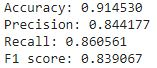 Accuracy: 0.914530
Precision: 0.844177
Recall: 0.860561
F1 score: 0.839067